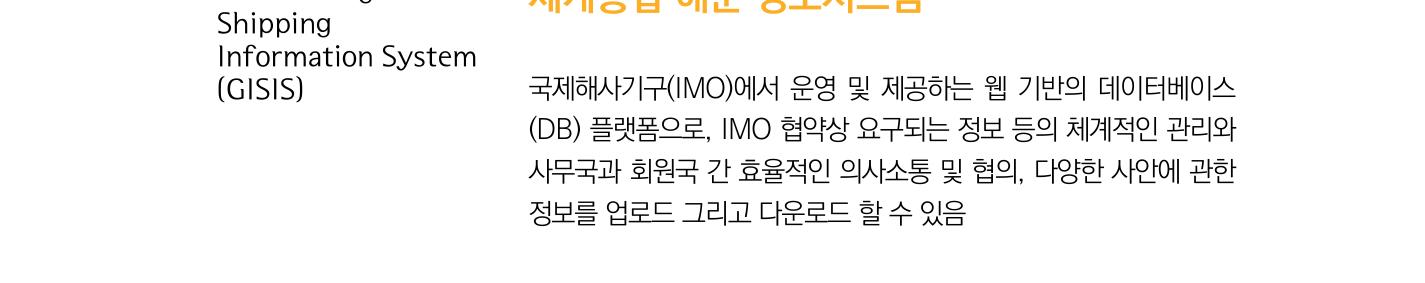 Shipping
Information System
(GISIS)
국제해사기구(IMO)에서 운영 및 제공하는 웹 기반의 데이터베이스
(DB) 플랫폼으로, IMO 협약상 요구되는 정보 등의 체계적인 관리와
사무국과 회원국 간 효율적인 의사소통 및 협의, 다양한 사안에 관한
정보를 업로드 그리고 다운로드 할 수 있음